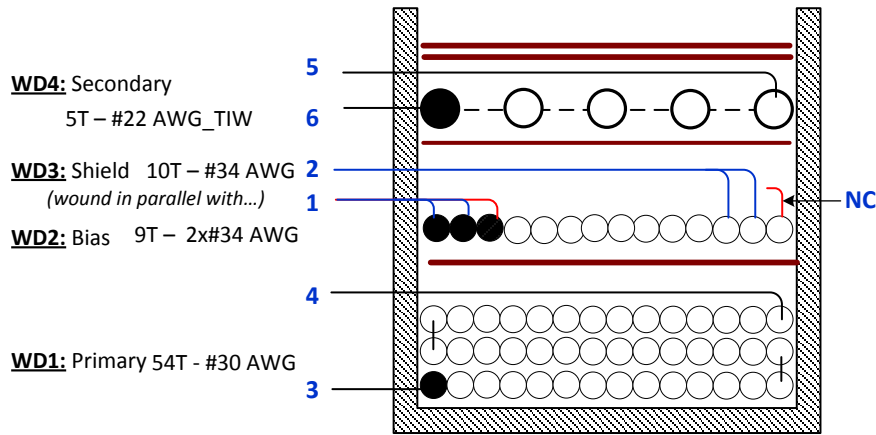 5
WD4: Secondary
5T – #22 AWG_TIW
6
WD3: Shield 10T – #34 AWG
2
(wound in parallel with…)
1
NC
WD2: Bias 9T – 2x#34 AWG
4
WD1: Primary 54T - #30 AWG
3